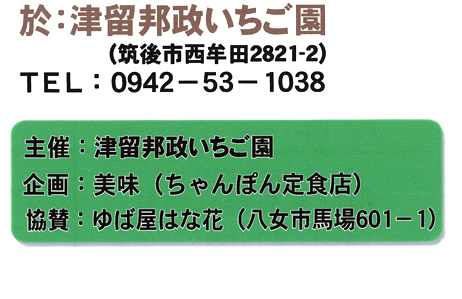 於：津留邦政いちご園
（筑後市西牟田2821-2）
ＴＥＬ：0942－53－1038
主催：津留邦政いちご園
企画：美味（ちゃんぽん定食店）
協賛：ゆば屋はな花（八女市馬場601－1）